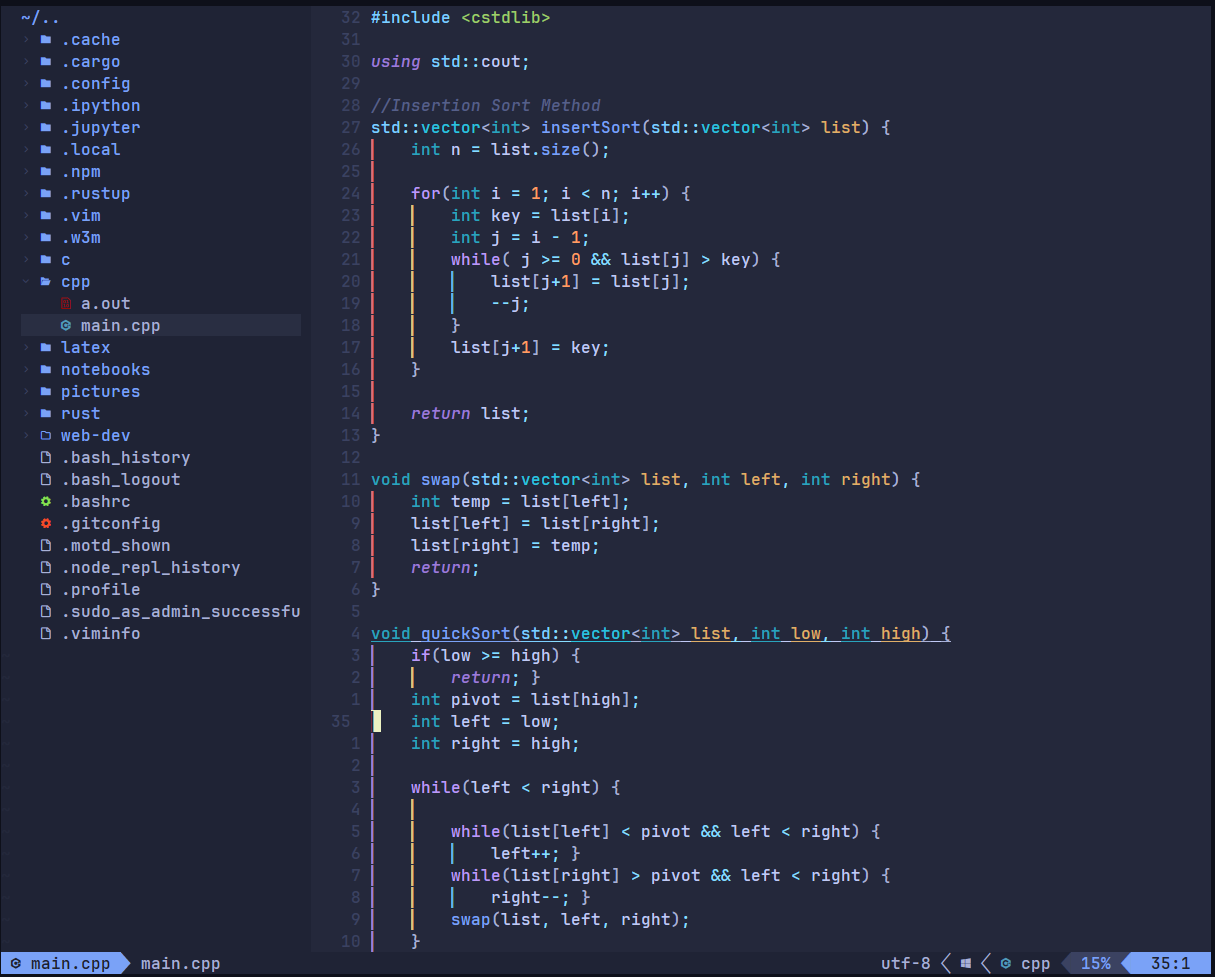 ~/..
.cache
.cargo
.config
.ipython
.jupyter
.local
.npm
.rustup
.vim
.w3m
c
cpp
a.out
main.cpp
latex
notebooks
pictures
rust
web-dev
.bash_history
.bash_logout
.bashrc
.gitconfig
.motd_shown
.node_repl_history
.profile
.sudo_as_admin_successfu
.viminfo
32 #include <cstdlib>
31
30 using std::cout;
29
28 //Insertion Sort Method
27 std::vector<int> insertSort(std::vector<int> list) {
26     int n = list.size();
25
24     for(int i = 1; i < n; i++) {
23         int key = list[i];
22         int j = i - 1;
21         while( j >= 0 && list[j] > key) {
20             list[j+1] = list[j];
19             --j;
18         }
17         list[j+1] = key;
16     }
15
14     return list;
13 }
12
11 void swap(std::vector<int> list, int left, int right) {
10     int temp = list[left];
9     list[left] = list[right];
8     list[right] = temp;
7     return;
6 }
5
4 void quickSort(std::vector<int> list, int low, int high) {
3     if(low >= high) {
2         return; }
1     int pivot = list[high];
35     int left = low;
1     int right = high;
2
3     while(left < right) {
4
5         while(list[left] < pivot && left < right) {
6             left++; }
7         while(list[right] > pivot && left < right) {
8             right--; }
9         swap(list, left, right);
10     }
main.cpp main.cpp utf-8 cpp 15% 35:1